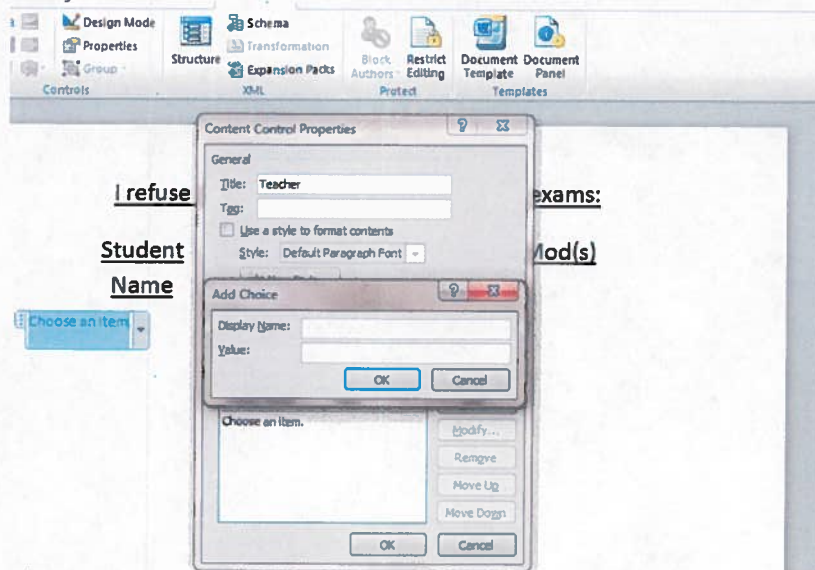 Design Mode
Properties
Group
Controls
Structure
Schema
Transformation
Expansion Packs
XML
Block Authors
Restrict Editing
Protect
Document Template
Document Panel
Templates
Content Control Properties
General
Title: Teacher
Tag:
Use a style to format contents
Style: Default Paragraph Font
I refuse
exams:
Student
Name
Mod(s)
Choose an item
Add Choice
Display Name:
Value:
OK
Cancel
Choose an item.
Modify...
Remove
Move Up
Move Down
OK
Cancel